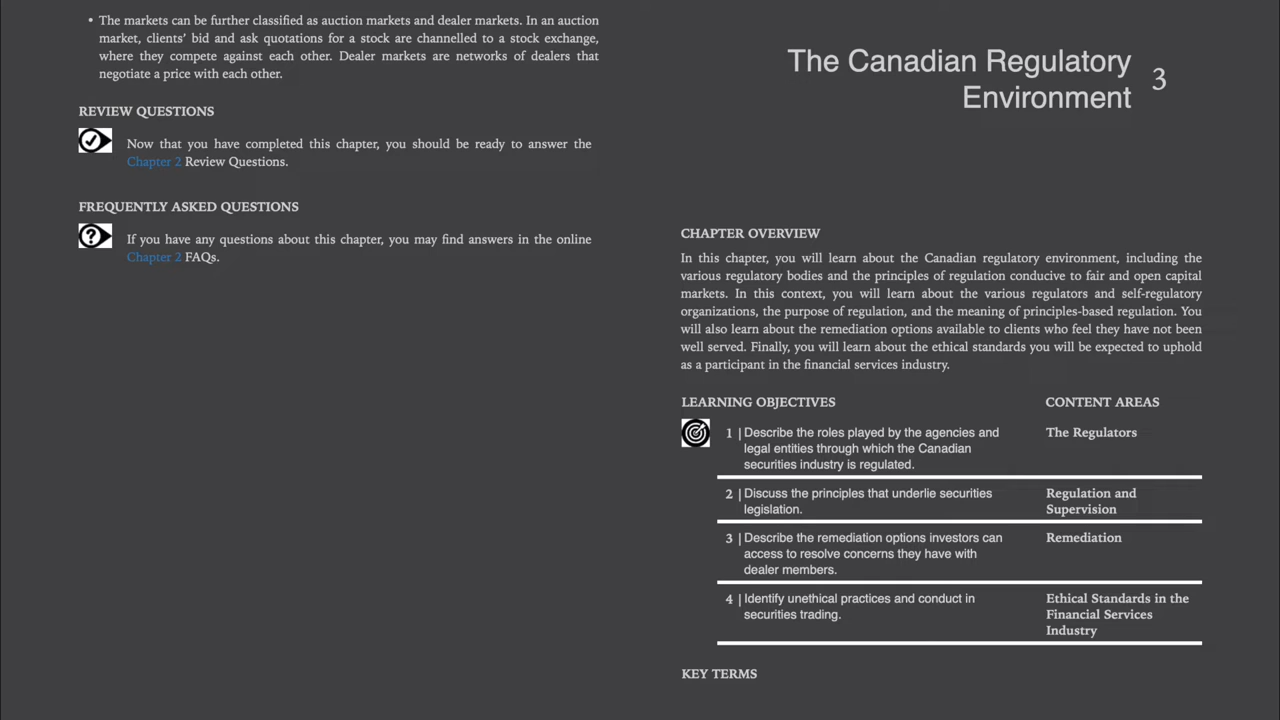 • The markets can be further classified as auction markets and dealer markets. In an auction
market, clients’ bid and ask quotations for a stock are channelled to a stock exchange,
where they compete against each other. Dealer markets are networks of dealers that
negotiate a price with each other.
REVIEW QUESTIONS
Now that you have completed this chapter, you should be ready to answer the
Chapter 2 Review Questions.
FREQUENTLY ASKED QUESTIONS
If you have any questions about this chapter, you may find answers in the online
Chapter 2 FAQs.
The Canadian Regulatory
Environment
3
CHAPTER OVERVIEW
In this chapter, you will learn about the Canadian regulatory environment, including the
various regulatory bodies and the principles of regulation conducive to fair and open capital
markets. In this context, you will learn about the various regulators and self-regulatory
organizations, the purpose of regulation, and the meaning of principles-based regulation. You
will also learn about the remediation options available to clients who feel they have not been
well served. Finally, you will learn about the ethical standards you will be expected to uphold
as a participant in the financial services industry.
LEARNING OBJECTIVES
CONTENT AREAS
1 | Describe the roles played by the agencies and
legal entities through which the Canadian
securities industry is regulated.
The Regulators
2 | Discuss the principles that underlie securities
legislation.
Regulation and
Supervision
3 | Describe the remediation options investors can
access to resolve concerns they have with
dealer members.
Remediation
4 | Identify unethical practices and conduct in
securities trading.
Ethical Standards in the
Financial Services
Industry
KEY TERMS